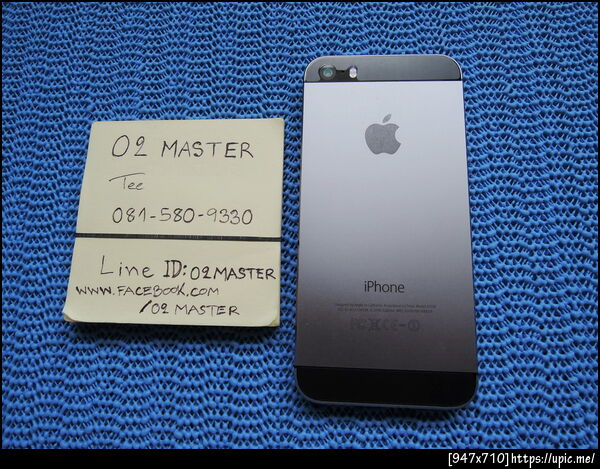 O2 MASTER
Tee
081-580-9330
Line ID: O2MASTER
WWW.FACEBOOK.COM
/O2 MASTER
iPhone
[947x710]https://upic.me/